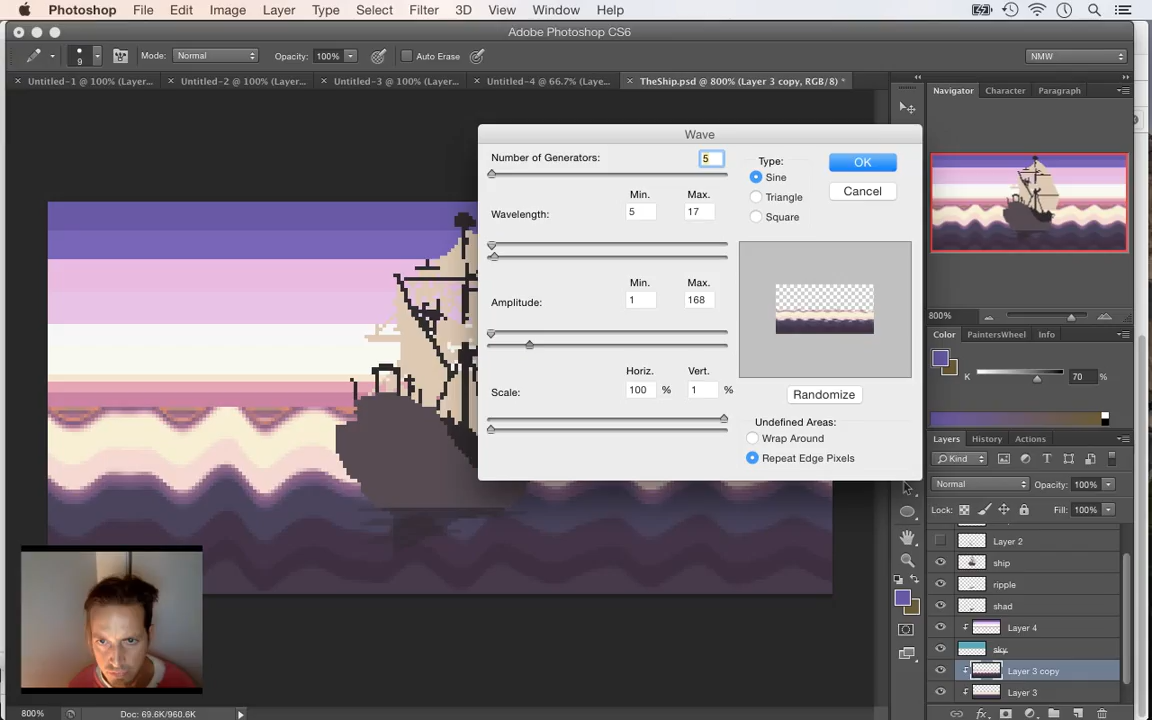 Photoshop File Edit Image Layer Type Select Filter 3D View Window Help
Adobe Photoshop CS6
9 Mode: Normal Opacity: 100% Auto Erase NMW
Untitled-1 @ 100% (Layer... Untitled-2 @ 100% (Layer... Untitled-3 @ 100% (Layer... Untitled-4 @ 66.7% (Layer... TheShip.psd @ 800% (Layer 3 copy, RGB/8) *
Navigator Character Paragraph
Wave
Number of Generators: 5
Type:
Sine
Triangle
Square
OK
Cancel
Min. Max.
Wavelength: 5 17
Min. Max.
Amplitude: 1 168
Horiz. Vert.
Scale: 100 % 1 %
Randomize
Undefined Areas:
Wrap Around
Repeat Edge Pixels
800%
Color PaintersWheel Info
K 70 %
Layers History Actions
Kind
Normal Opacity: 100%
Lock: Fill: 100%
Layer 2
ship
ripple
shad
Layer 4
sky
Layer 3 copy
Layer 3
fx
800% Doc: 69.6K/960.6K